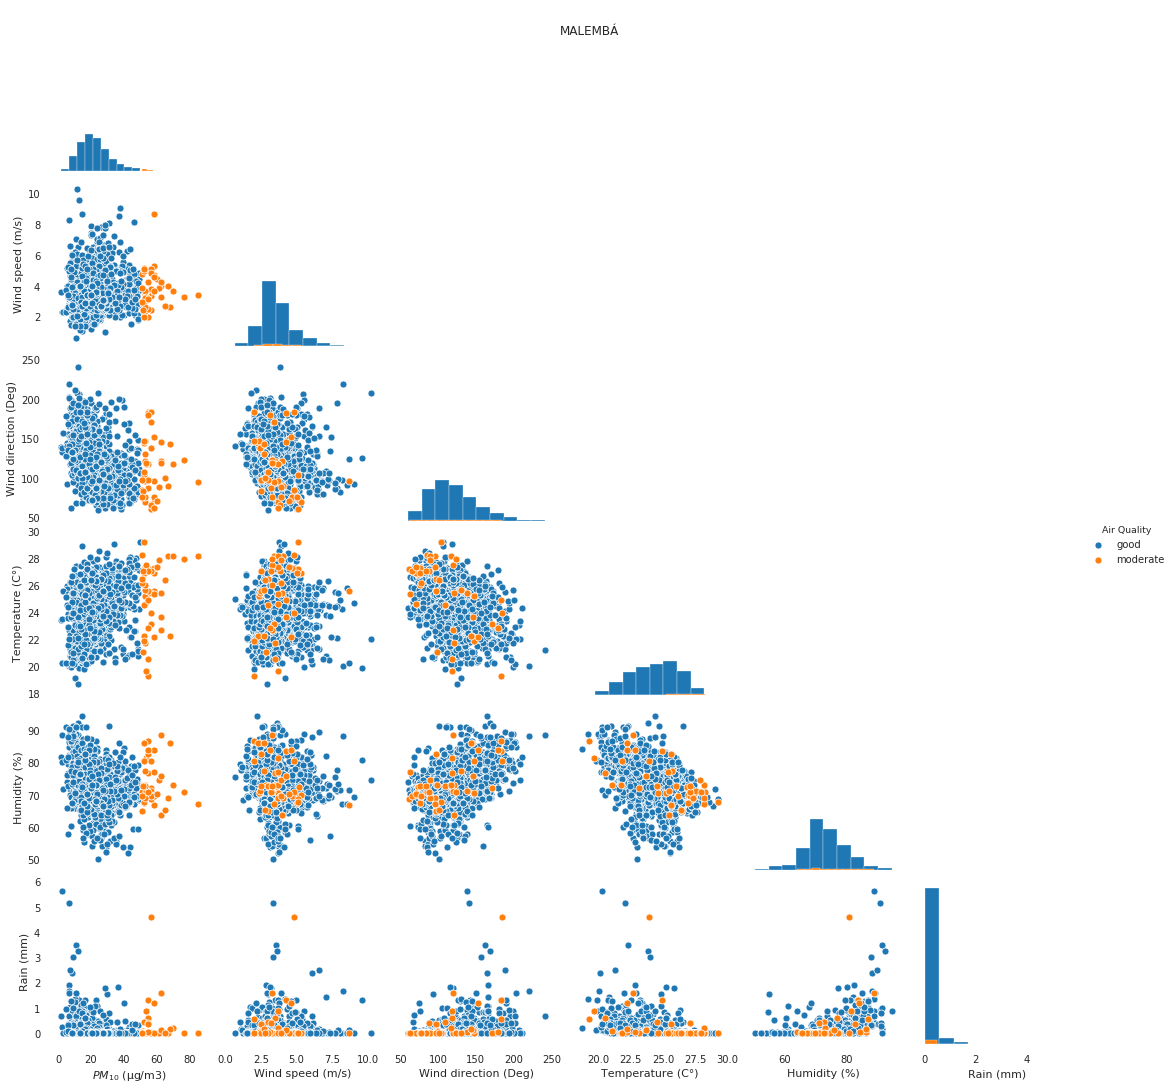 MALEMBÁ
Wind speed (m/s)
10
8
6
4
2
Wind direction (Deg)
250
200
150
100
50
Temperature (C°)
30
28
26
24
22
20
18
Humidity (%)
90
80
70
60
50
Rain (mm)
6
5
4
3
2
1
0
0 20 40 60 80
0.0 2.5 5.0 7.5 10.0
50 100 150 200 250
20.0 22.5 25.0 27.5 30.0
60 80
0 2 4
PM10 (μg/m3)
Wind speed (m/s)
Wind direction (Deg)
Temperature (C°)
Humidity (%)
Rain (mm)
Air Quality
good
moderate